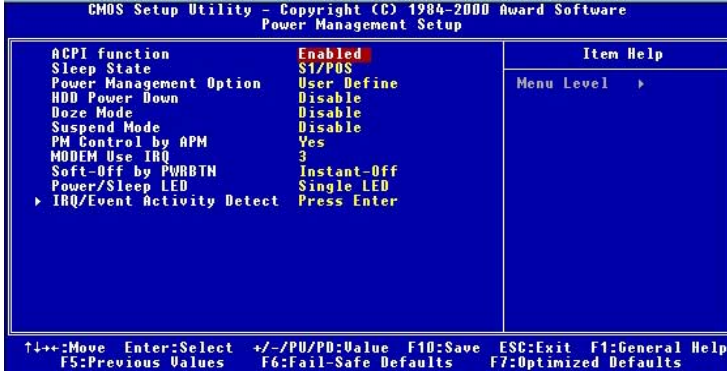 CMOS Setup Utility - Copyright (C) 1984-2000 Award Software
Power Management Setup
ACPI function Enabled
Sleep State S1/POS
Power Management Option User Define
HDD Power Down Disable
Doze Mode Disable
Suspend Mode Disable
PM Control by APM Yes
MODEM Use IRQ 3
Soft-Off by PWRBTN Instant-Off
Power/Sleep LED Single LED
▸ IRQ/Event Activity Detect Press Enter
Item Help
Menu Level ▸
↑↓→←:Move Enter:Select +/-/PU/PD:Value F10:Save ESC:Exit F1:General Help
F5:Previous Values F6:Fail-Safe Defaults F7:Optimized Defaults